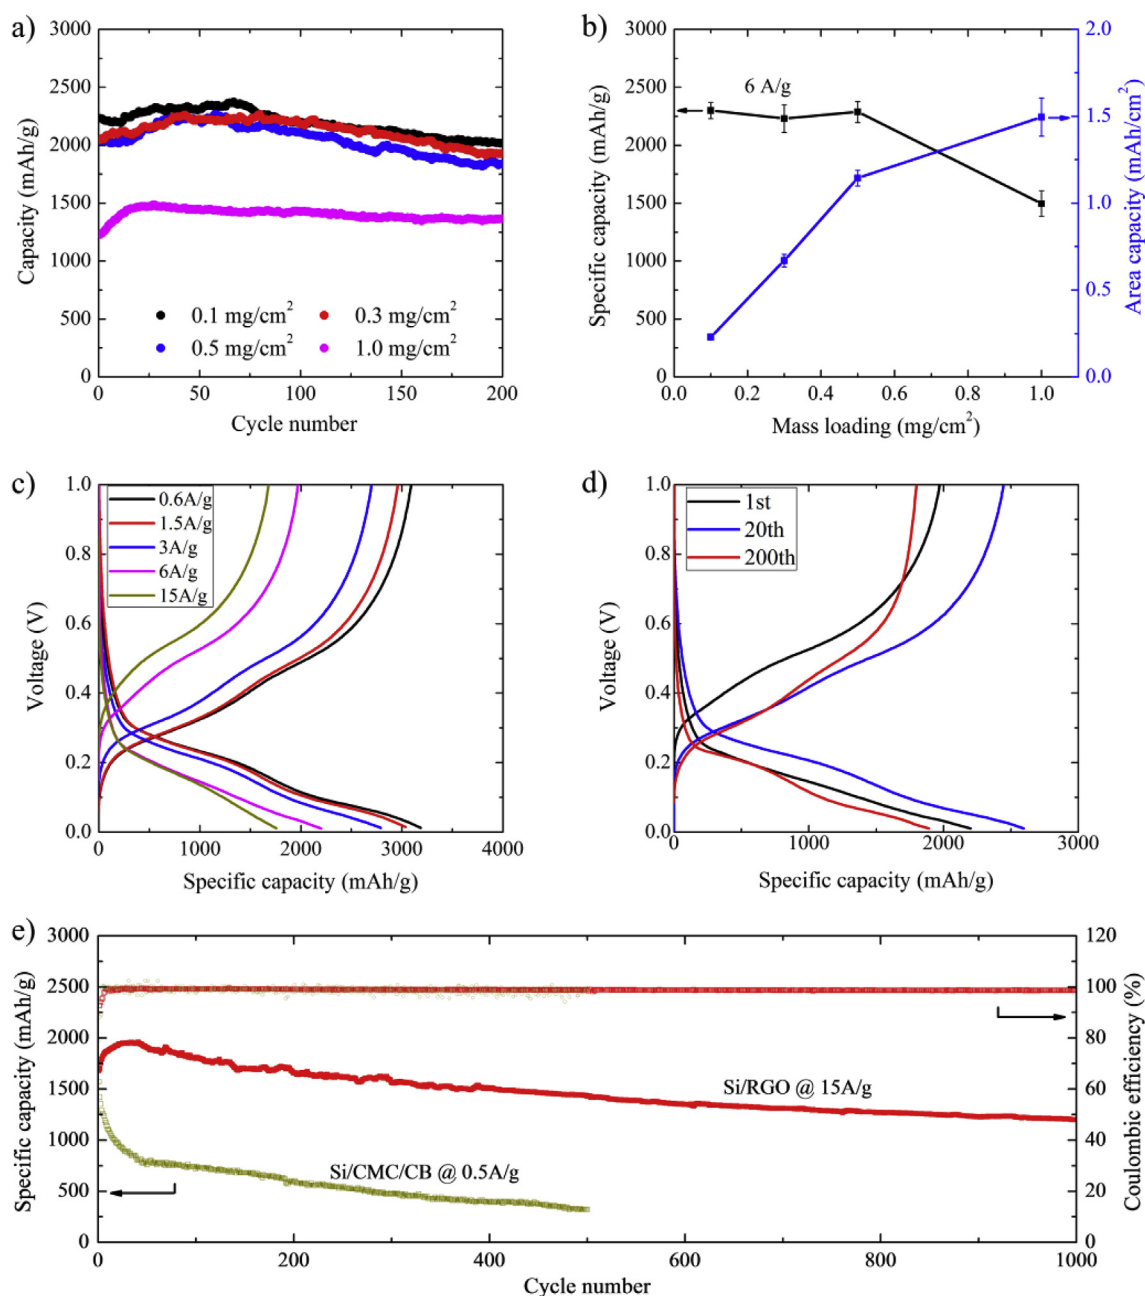 a)
3000
2500
2000
1500
1000
500
0
Capacity (mAh/g)
0.1 mg/cm²
0.3 mg/cm²
0.5 mg/cm²
1.0 mg/cm²
0 50 100 150 200
Cycle number
b)
3000
2500
2000
1500
1000
500
0
Specific capacity (mAh/g)
6 A/g
2.0
1.5
1.0
0.5
0.0
Area capacity (mAh/cm²)
0.0 0.2 0.4 0.6 0.8 1.0
Mass loading (mg/cm²)
c)
1.0
0.8
0.6
0.4
0.2
0.0
Voltage (V)
0.6A/g
1.5A/g
3A/g
6A/g
15A/g
0 1000 2000 3000 4000
Specific capacity (mAh/g)
d)
1.0
0.8
0.6
0.4
0.2
0.0
Voltage (V)
1st
20th
200th
0 1000 2000 3000
Specific capacity (mAh/g)
e)
3000
2500
2000
1500
1000
500
0
Specific capacity (mAh/g)
Si/RGO @ 15A/g
Si/CMC/CB @ 0.5A/g
120
100
80
60
40
20
0
Coulombic efficiency (%)
0 200 400 600 800 1000
Cycle number